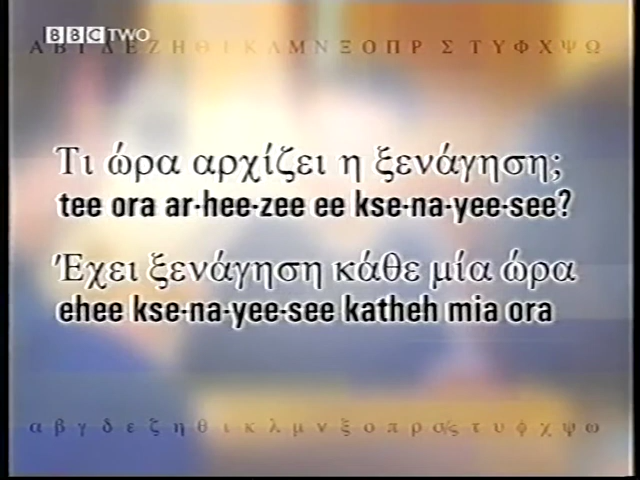 BBC TWO
Α Β Γ Δ Ε Ζ Η Θ Ι Κ Λ Μ Ν Ξ Ο Π Ρ Σ Τ Υ Φ Χ Ψ Ω
Τι ώρα αρχίζει η ξενάγηση;
tee ora ar-hee-zee ee kse-na-yee-see?
Έχει ξενάγηση κάθε μία ώρα
ehee kse-na-yee-see katheh mia ora
α β γ δ ε ζ η θ ι κ λ μ ν ξ ο π ρ σ/ς τ υ φ χ ψ ω